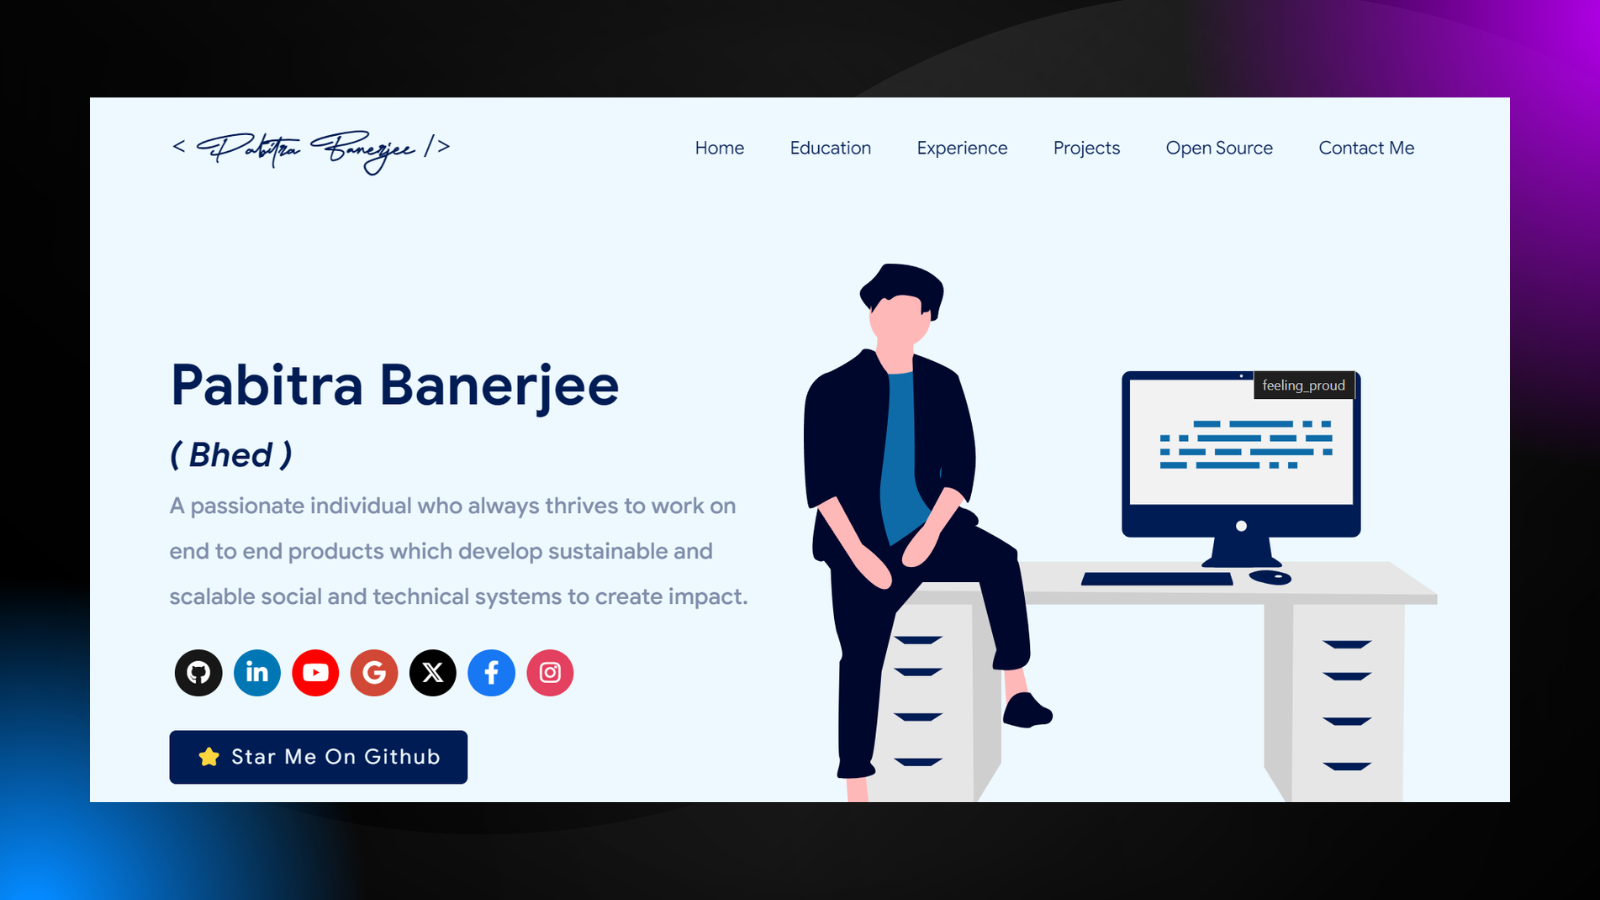 < Pabitra Banerjee />
Home Education Experience Projects Open Source Contact Me
Pabitra Banerjee
( Bhed )
A passionate individual who always thrives to work on
end to end products which develop sustainable and
scalable social and technical systems to create impact.
Star Me On Github
feeling_proud